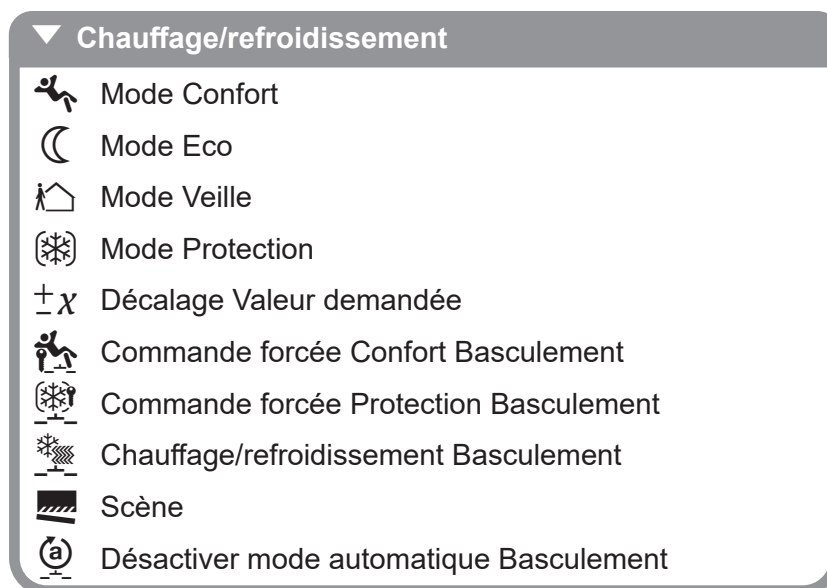 Chauffage/refroidissement
Mode Confort
Mode Eco
Mode Veille
Mode Protection
±x Décalage Valeur demandée
Commande forcée Confort Basculement
Commande forcée Protection Basculement
Chauffage/refroidissement Basculement
Scène
a Désactiver mode automatique Basculement